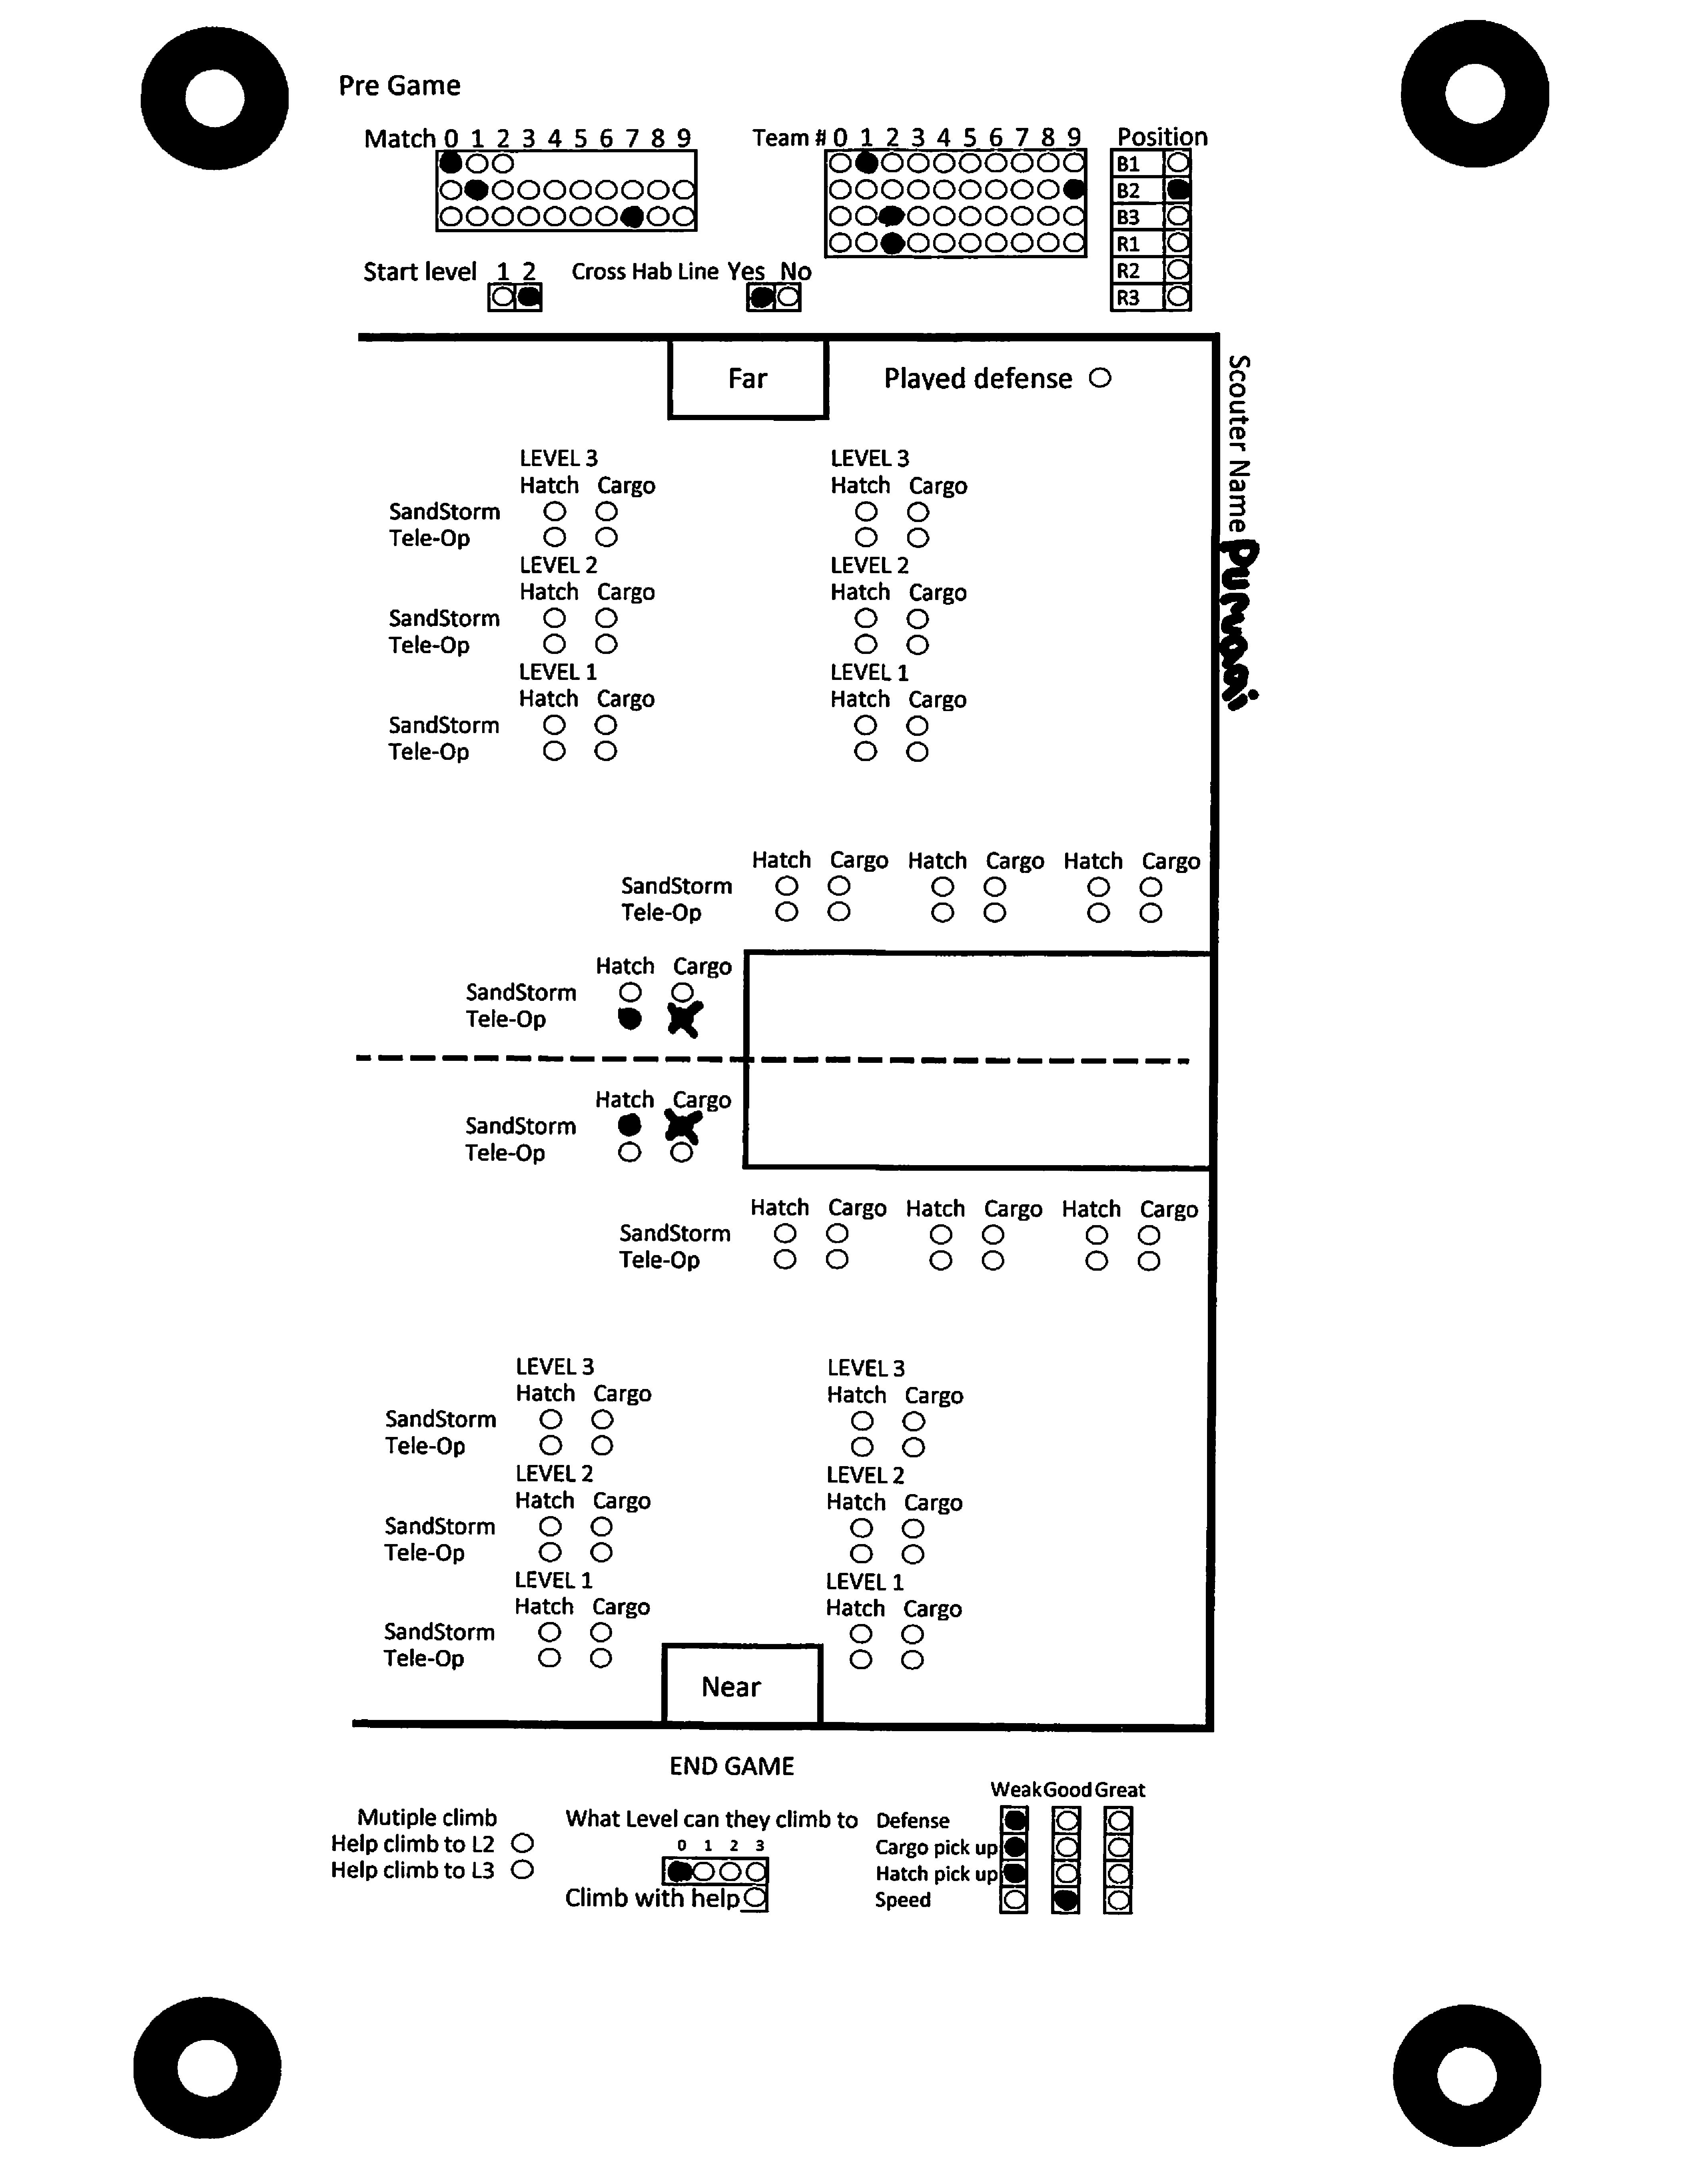 Pre Game
Match 0 1 2 3 4 5 6 7 8 9
Team # 0 1 2 3 4 5 6 7 8 9
Position
B1
B2
B3
R1
R2
R3
Start level 1 2
Cross Hab Line Yes No
Far
Played defense
Scouter Name
LEVEL 3 LEVEL 3
Hatch Cargo Hatch Cargo
SandStorm
Tele-Op
LEVEL 2 LEVEL 2
Hatch Cargo Hatch Cargo
SandStorm
Tele-Op
LEVEL 1 LEVEL 1
Hatch Cargo Hatch Cargo
SandStorm
Tele-Op
Hatch Cargo Hatch Cargo Hatch Cargo
SandStorm
Tele-Op
Hatch Cargo
SandStorm
Tele-Op
Hatch Cargo
SandStorm
Tele-Op
Hatch Cargo Hatch Cargo Hatch Cargo
SandStorm
Tele-Op
LEVEL 3 LEVEL 3
Hatch Cargo Hatch Cargo
SandStorm
Tele-Op
LEVEL 2 LEVEL 2
Hatch Cargo Hatch Cargo
SandStorm
Tele-Op
LEVEL 1 LEVEL 1
Hatch Cargo Hatch Cargo
SandStorm
Tele-Op
Near
END GAME
Mutiple climb
Help climb to L2
Help climb to L3
What Level can they climb to
0 1 2 3
Climb with help
Weak Good Great
Defense
Cargo pick up
Hatch pick up
Speed